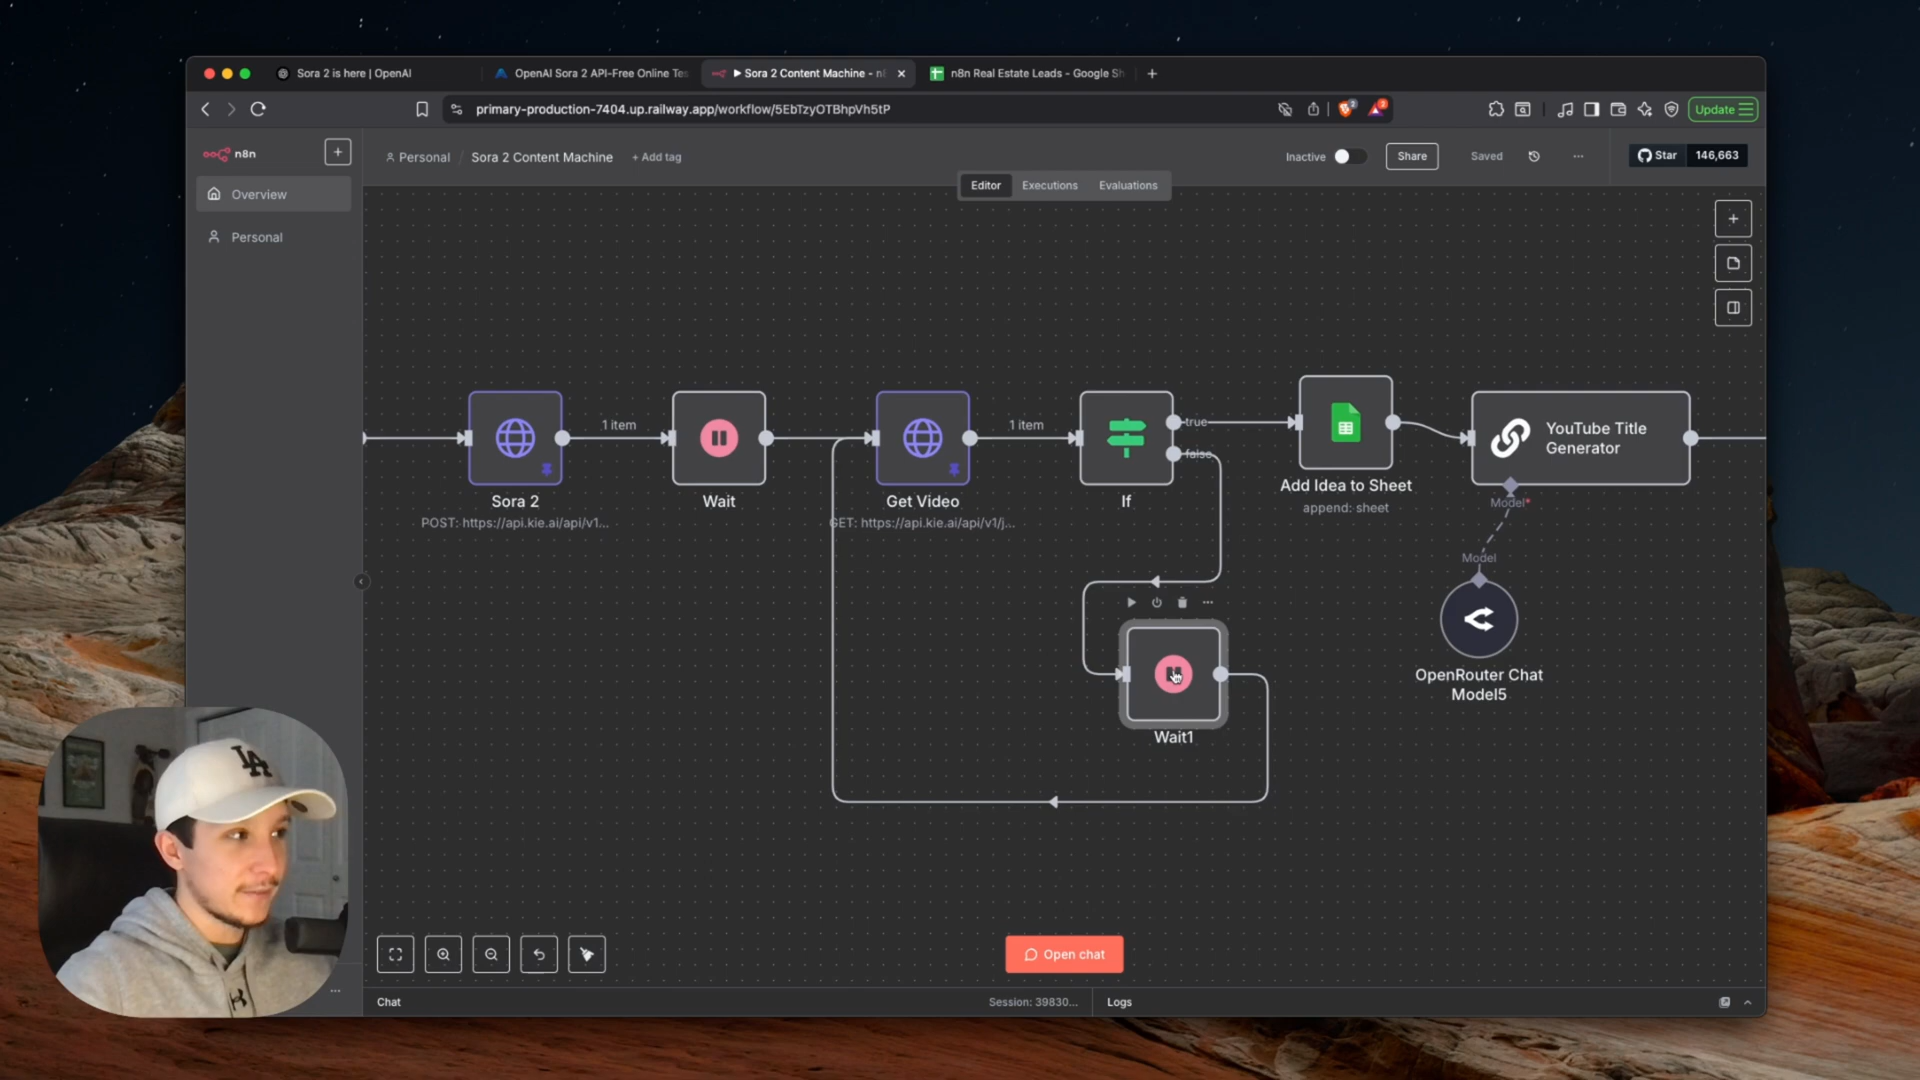 Sora 2 is here | OpenAI
OpenAI Sora 2 API-Free Online Tes
Sora 2 Content Machine - n8
n8n Real Estate Leads - Google Sh
primary-production-7404.up.railway.app/workflow/5EbTzyOTBhpVh5tP
2
2
Update
n8n
Personal / Sora 2 Content Machine + Add tag
Inactive
Share
Saved
Star 146,663
Overview
Personal
Editor
Executions
Evaluations
1 item
1 item
true
false
YouTube Title
Generator
Sora 2
POST: https://api.kie.ai/api/v1...
Wait
Get Video
GET: https://api.kie.ai/api/v1/j...
If
Add Idea to Sheet
append: sheet
Model*
Model
OpenRouter Chat
Model5
Wait1
LA
Open chat
Chat
Session: 39830...
Logs